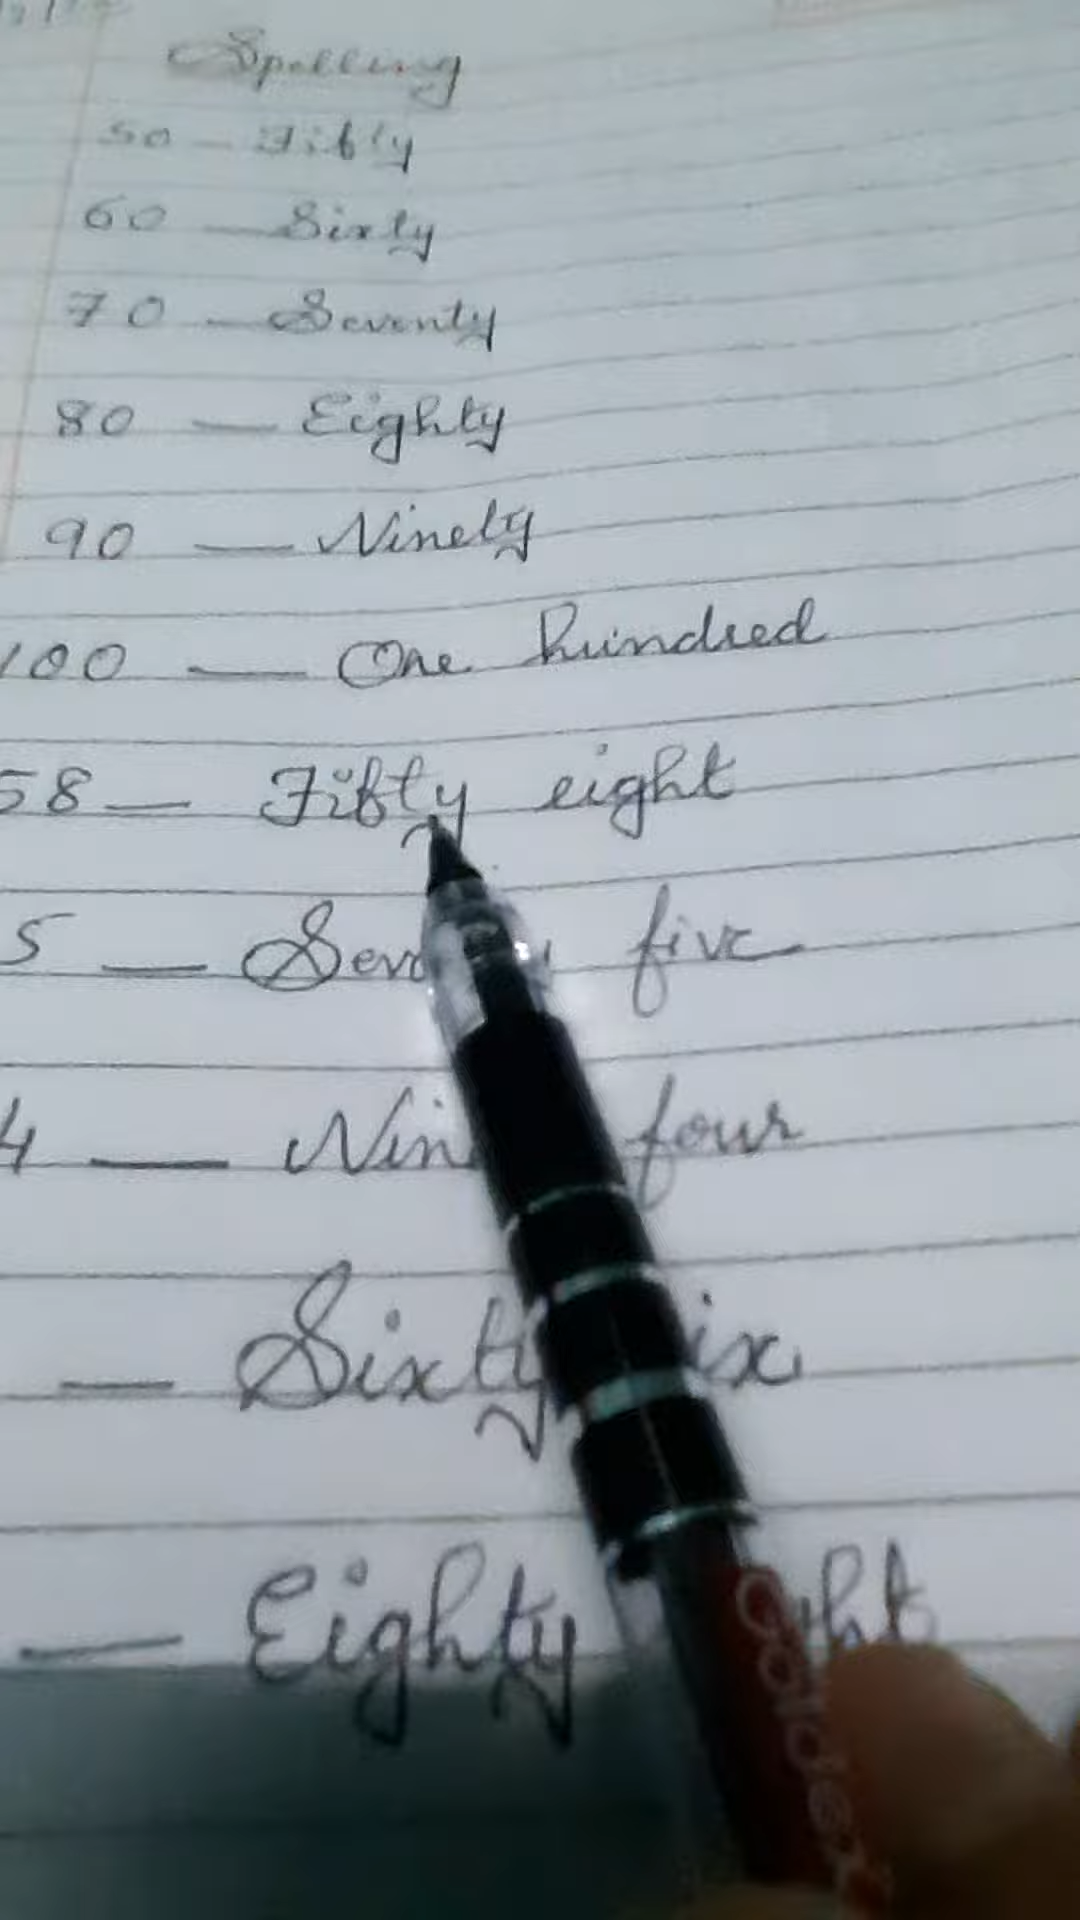 Spelling
50 — Fifty
60 — Sixty
70 — Seventy
80 — Eighty
90 — Ninety
100 — One hundred
58 — Fifty eight
5 — five
4 — four
— Sixty
— Eighty